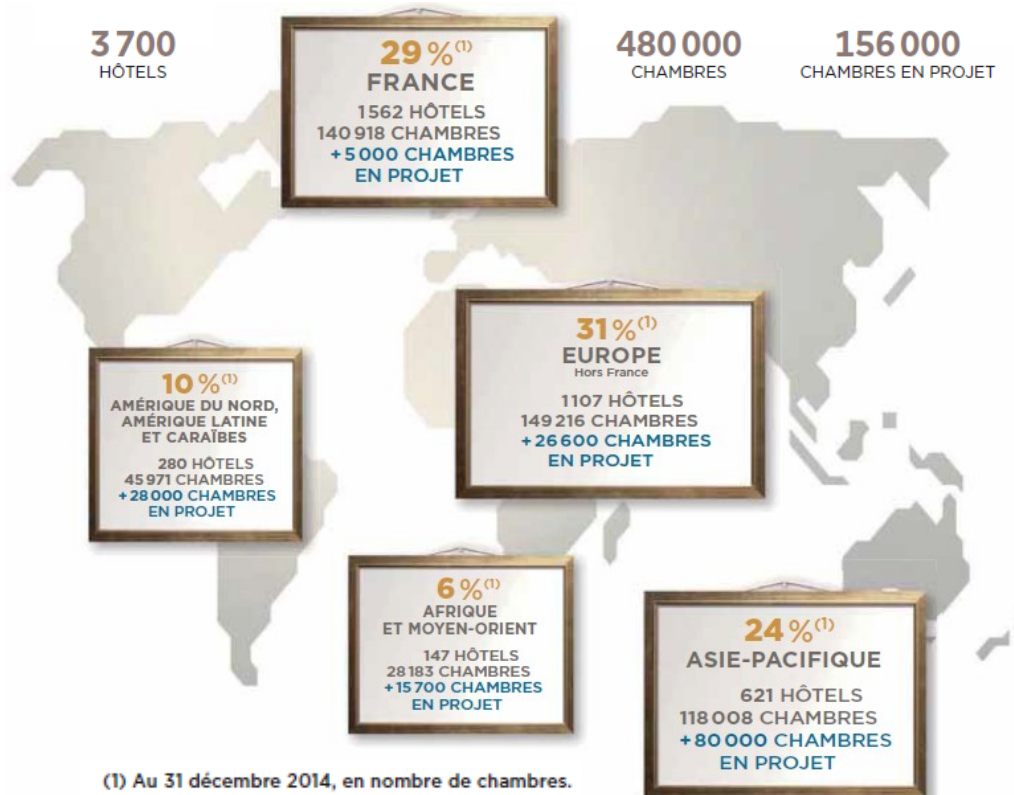 3 700
HÔTELS
29 %(1)
FRANCE
1 562 HÔTELS
140 918 CHAMBRES
+ 5 000 CHAMBRES
EN PROJET
480 000
CHAMBRES
156 000
CHAMBRES EN PROJET
31 %(1)
EUROPE
Hors France
1 107 HÔTELS
149 216 CHAMBRES
+ 26 600 CHAMBRES
EN PROJET
10 %(1)
AMÉRIQUE DU NORD,
AMÉRIQUE LATINE
ET CARAÏBES
280 HÔTELS
45 971 CHAMBRES
+ 28 000 CHAMBRES
EN PROJET
6 %(1)
AFRIQUE
ET MOYEN-ORIENT
147 HÔTELS
28 183 CHAMBRES
+ 15 700 CHAMBRES
EN PROJET
24 %(1)
ASIE-PACIFIQUE
621 HÔTELS
118 008 CHAMBRES
+ 80 000 CHAMBRES
EN PROJET
(1) Au 31 décembre 2014, en nombre de chambres.